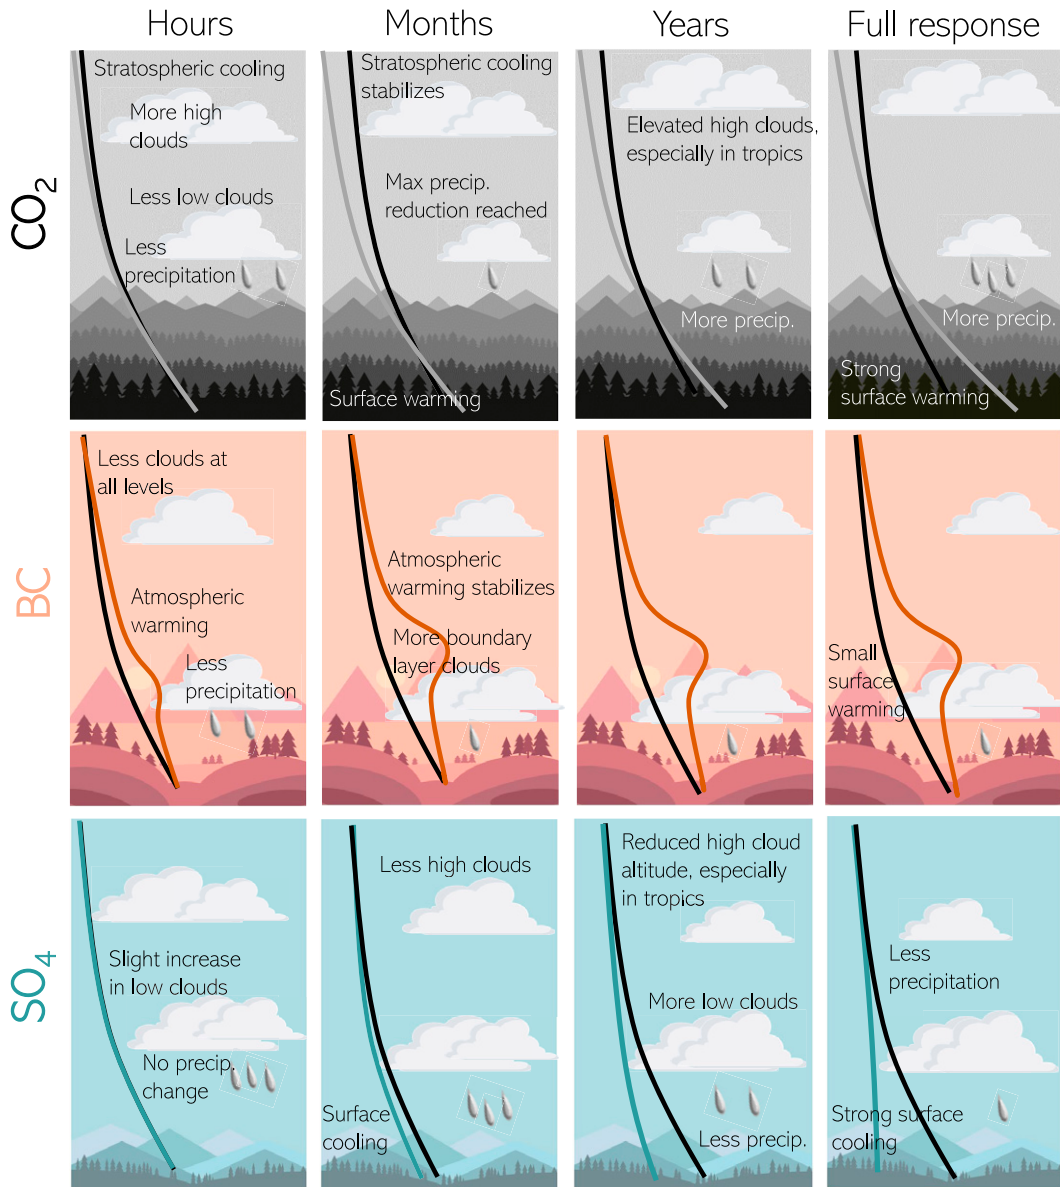 Hours
Months
Years
Full response
CO2
Stratospheric cooling
More high
clouds
Less low clouds
Less
precipitation
Stratospheric cooling
stabilizes
Max precip.
reduction reached
Surface warming
Elevated high clouds,
especially in tropics
More precip.
More precip.
Strong
surface warming
BC
Less clouds at
all levels
Atmospheric
warming
Less
precipitation
Atmospheric
warming stabilizes
More boundary
layer clouds
Small
surface
warming
SO4
Slight increase
in low clouds
No precip.
change
Less high clouds
Surface
cooling
Reduced high cloud
altitude, especially
in tropics
More low clouds
Less precip.
Less
precipitation
Strong surface
cooling